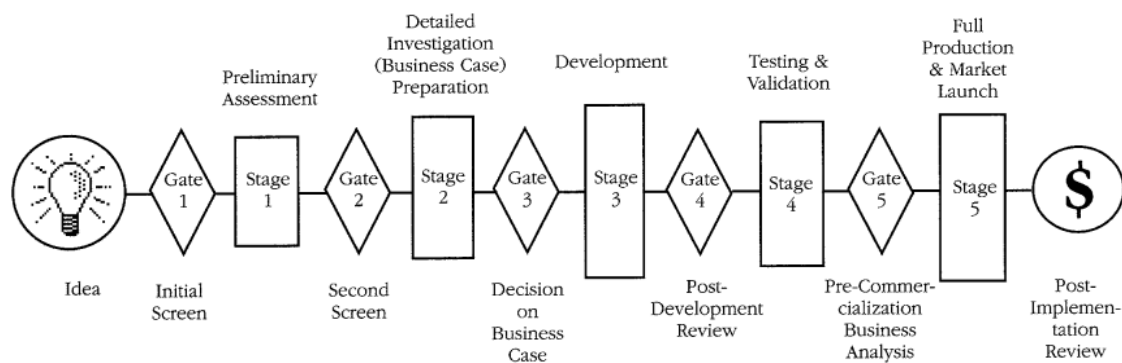 Preliminary
Assessment
Detailed
Investigation
(Business Case)
Preparation
Development
Testing &
Validation
Full
Production
& Market
Launch
Gate
1
Stage
1
Gate
2
Stage
2
Gate
3
Stage
3
Gate
4
Stage
4
Gate
5
Stage
5
$
Idea
Initial
Screen
Second
Screen
Decision
on
Business
Case
Post-
Development
Review
Pre-Commer-
cialization
Business
Analysis
Post-
Implemen-
tation
Review